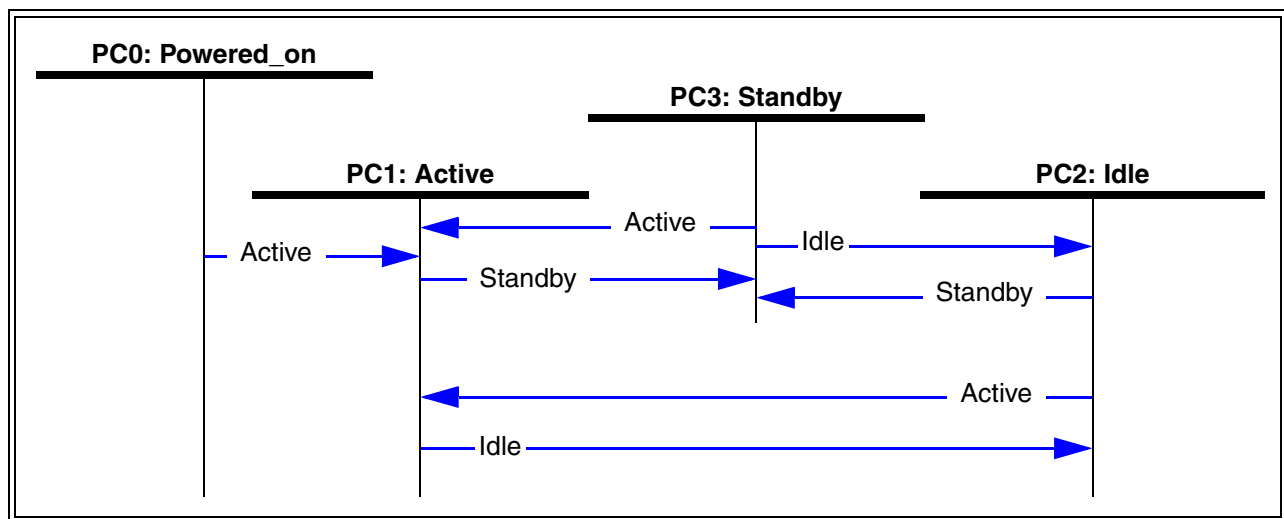 PC0: Powered_on
PC3: Standby
PC1: Active
PC2: Idle
Active
Idle
Active
Standby
Standby
Active
Idle